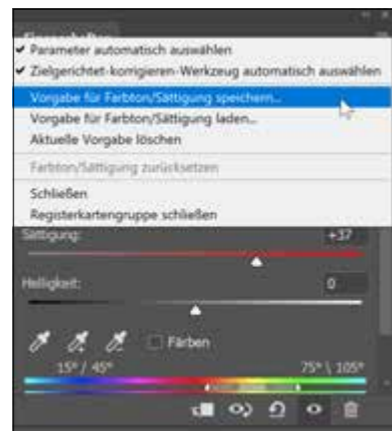 ✔ Parameter automatisch auswählen
✔ Zielgerichtet-korrigieren-Werkzeug automatisch auswählen
Vorgabe für Farbton/Sättigung speichern...
Vorgabe für Farbton/Sättigung laden...
Aktuelle Vorgabe löschen
Farbton/Sättigung zurücksetzen
Schließen
Registerkartengruppe schließen
Sättigung: +37
Helligkeit: 0
Färben
15° / 45° 75° \ 105°